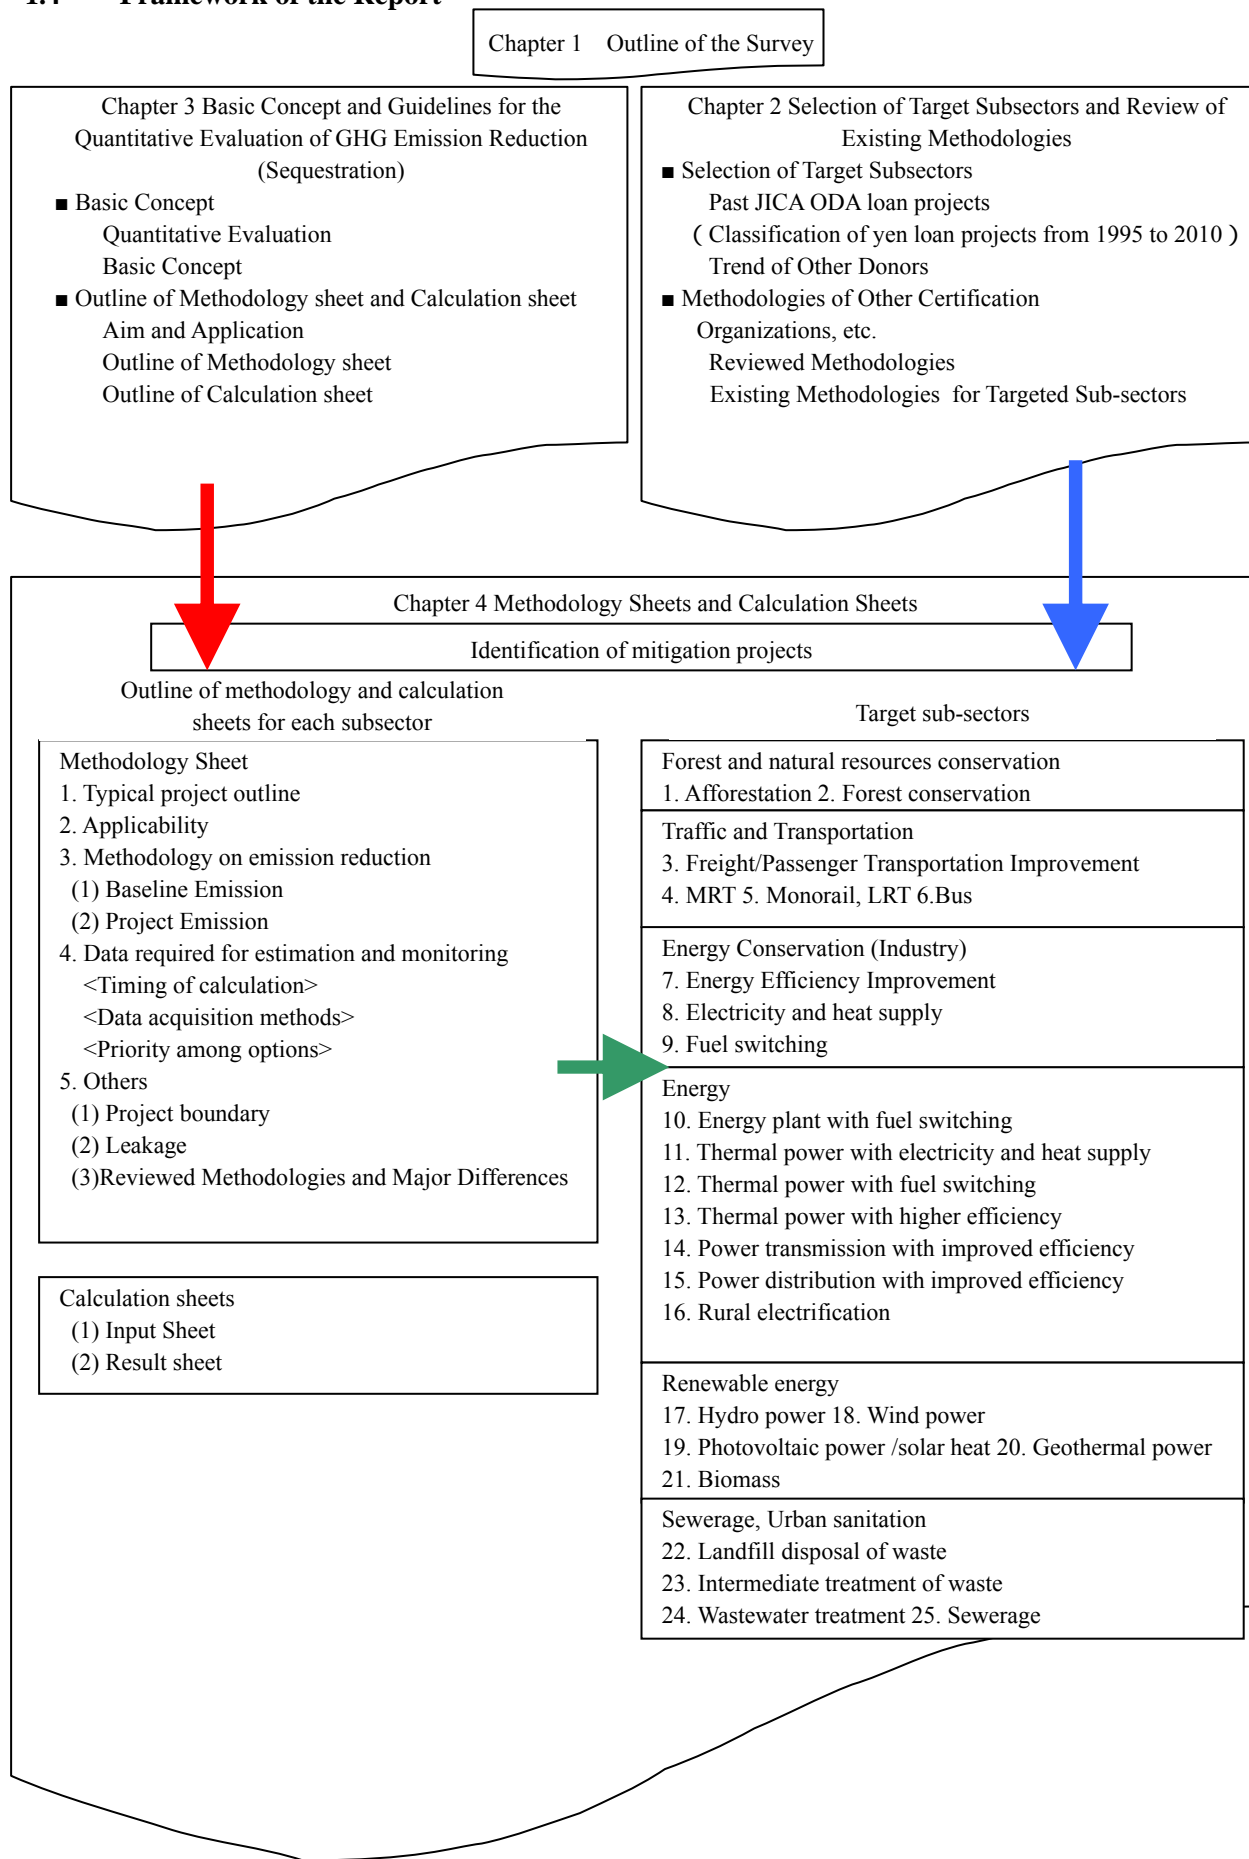 1.4 Framework of the Report
Chapter 1 Outline of the Survey
Chapter 3 Basic Concept and Guidelines for the
Quantitative Evaluation of GHG Emission Reduction
(Sequestration)
■ Basic Concept
Quantitative Evaluation
Basic Concept
■ Outline of Methodology sheet and Calculation sheet
Aim and Application
Outline of Methodology sheet
Outline of Calculation sheet
Chapter 2 Selection of Target Subsectors and Review of
Existing Methodologies
■ Selection of Target Subsectors
Past JICA ODA loan projects
( Classification of yen loan projects from 1995 to 2010 )
Trend of Other Donors
■ Methodologies of Other Certification
Organizations, etc.
Reviewed Methodologies
Existing Methodologies for Targeted Sub-sectors
Chapter 4 Methodology Sheets and Calculation Sheets
Identification of mitigation projects
Outline of methodology and calculation
sheets for each subsector
Methodology Sheet
1. Typical project outline
2. Applicability
3. Methodology on emission reduction
(1) Baseline Emission
(2) Project Emission
4. Data required for estimation and monitoring
<Timing of calculation>
<Data acquisition methods>
<Priority among options>
5. Others
(1) Project boundary
(2) Leakage
(3)Reviewed Methodologies and Major Differences
Calculation sheets
(1) Input Sheet
(2) Result sheet
Target sub-sectors
Forest and natural resources conservation
1. Afforestation 2. Forest conservation
Traffic and Transportation
3. Freight/Passenger Transportation Improvement
4. MRT 5. Monorail, LRT 6.Bus
Energy Conservation (Industry)
7. Energy Efficiency Improvement
8. Electricity and heat supply
9. Fuel switching
Energy
10. Energy plant with fuel switching
11. Thermal power with electricity and heat supply
12. Thermal power with fuel switching
13. Thermal power with higher efficiency
14. Power transmission with improved efficiency
15. Power distribution with improved efficiency
16. Rural electrification
Renewable energy
17. Hydro power 18. Wind power
19. Photovoltaic power /solar heat 20. Geothermal power
21. Biomass
Sewerage, Urban sanitation
22. Landfill disposal of waste
23. Intermediate treatment of waste
24. Wastewater treatment 25. Sewerage